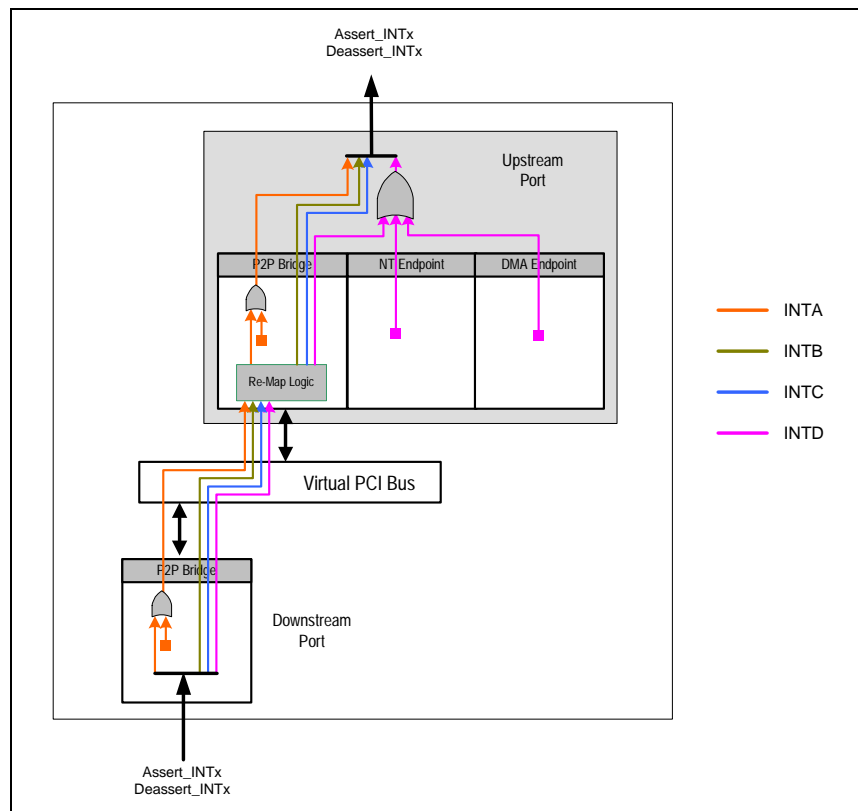 Assert_INTx
Deassert_INTx
Upstream
Port
P2P Bridge
NT Endpoint
DMA Endpoint
Re-Map Logic
INTA
INTB
INTC
INTD
Virtual PCI Bus
P2P Bridge
Downstream
Port
Assert_INTx
Deassert_INTx